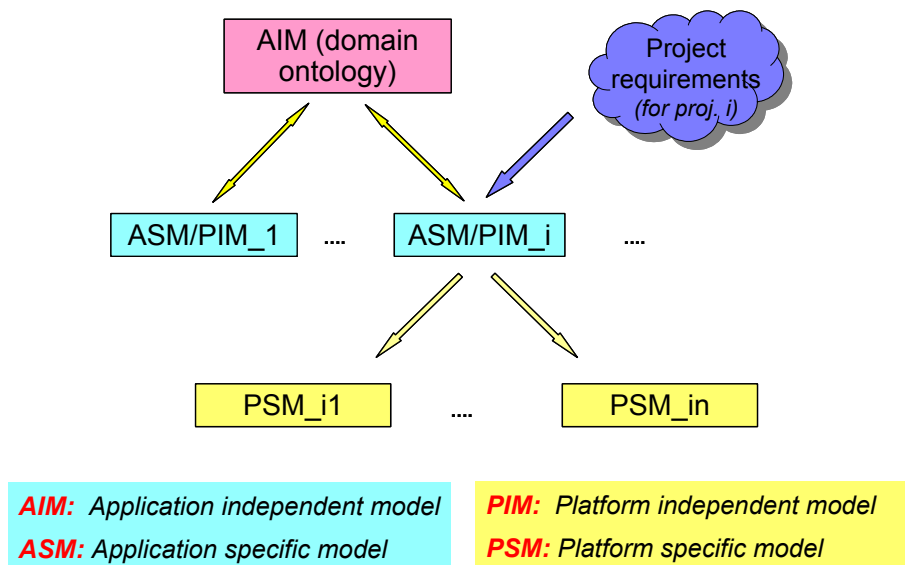 AIM (domain
ontology)
Project
requirements
(for proj. i)
ASM/PIM_1
....
ASM/PIM_i
....
PSM_i1
....
PSM_in
AIM: Application independent model
ASM: Application specific model
PIM: Platform independent model
PSM: Platform specific model